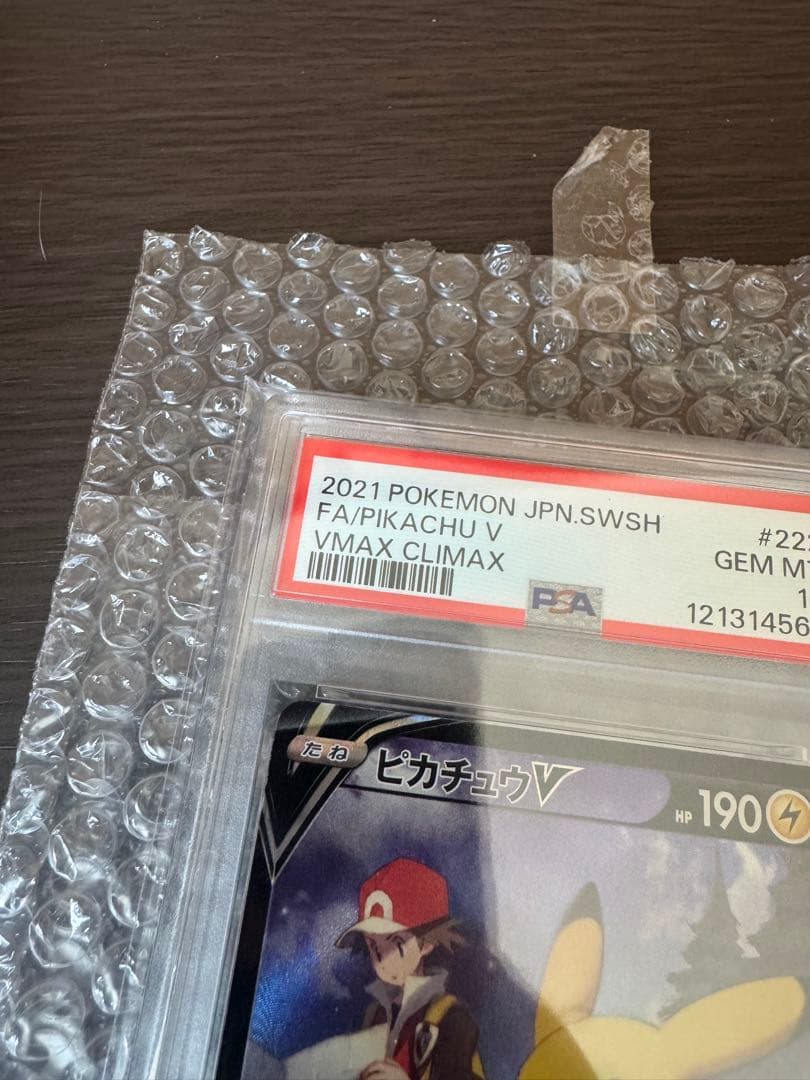 2021 POKEMON JPN.SWSH
FA/PIKACHU V
VMAX CLIMAX
GEM
PSA
たね
ピカチュウV
HP 190